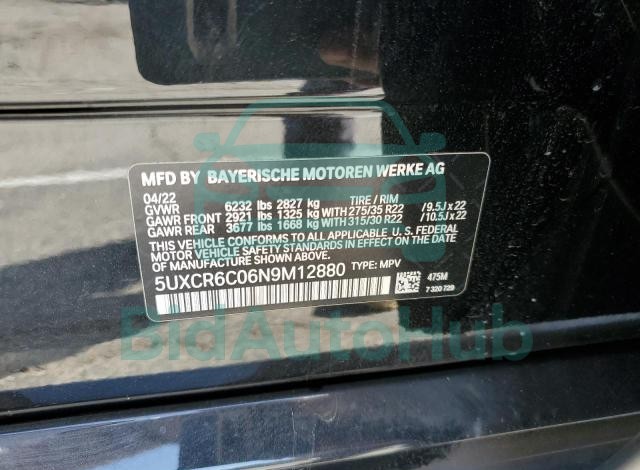 MFD BY BAYERISCHE MOTOREN WERKE AG
04/22 TIRE / RIM
GVWR 6232 lbs 2827 kg
GAWR FRONT 2921 lbs 1325 kg WITH 275/35 R22 /9.5J x 22
GAWR REAR 3677 lbs 1668 kg WITH 315/30 R22 /10.5J x 22
THIS VEHICLE CONFORMS TO ALL APPLICABLE U.S. FEDERAL
MOTOR VEHICLE SAFETY STANDARDS IN EFFECT ON THE DATE
OF MANUFACTURE SHOWN ABOVE.
5UXCR6C06N9M12880 TYPE: MPV
475M
7 320 729
BidAutoHub